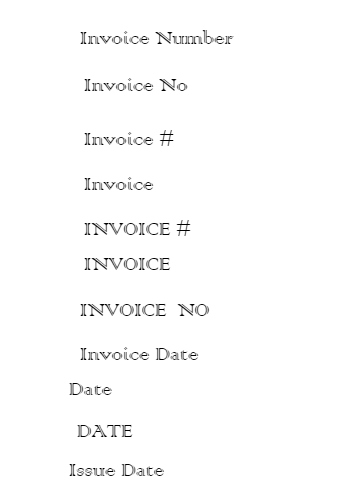 Invoice Number
Invoice No
Invoice #
Invoice
INVOICE #
INVOICE
INVOICE NO
Invoice Date
Date
DATE
Issue Date